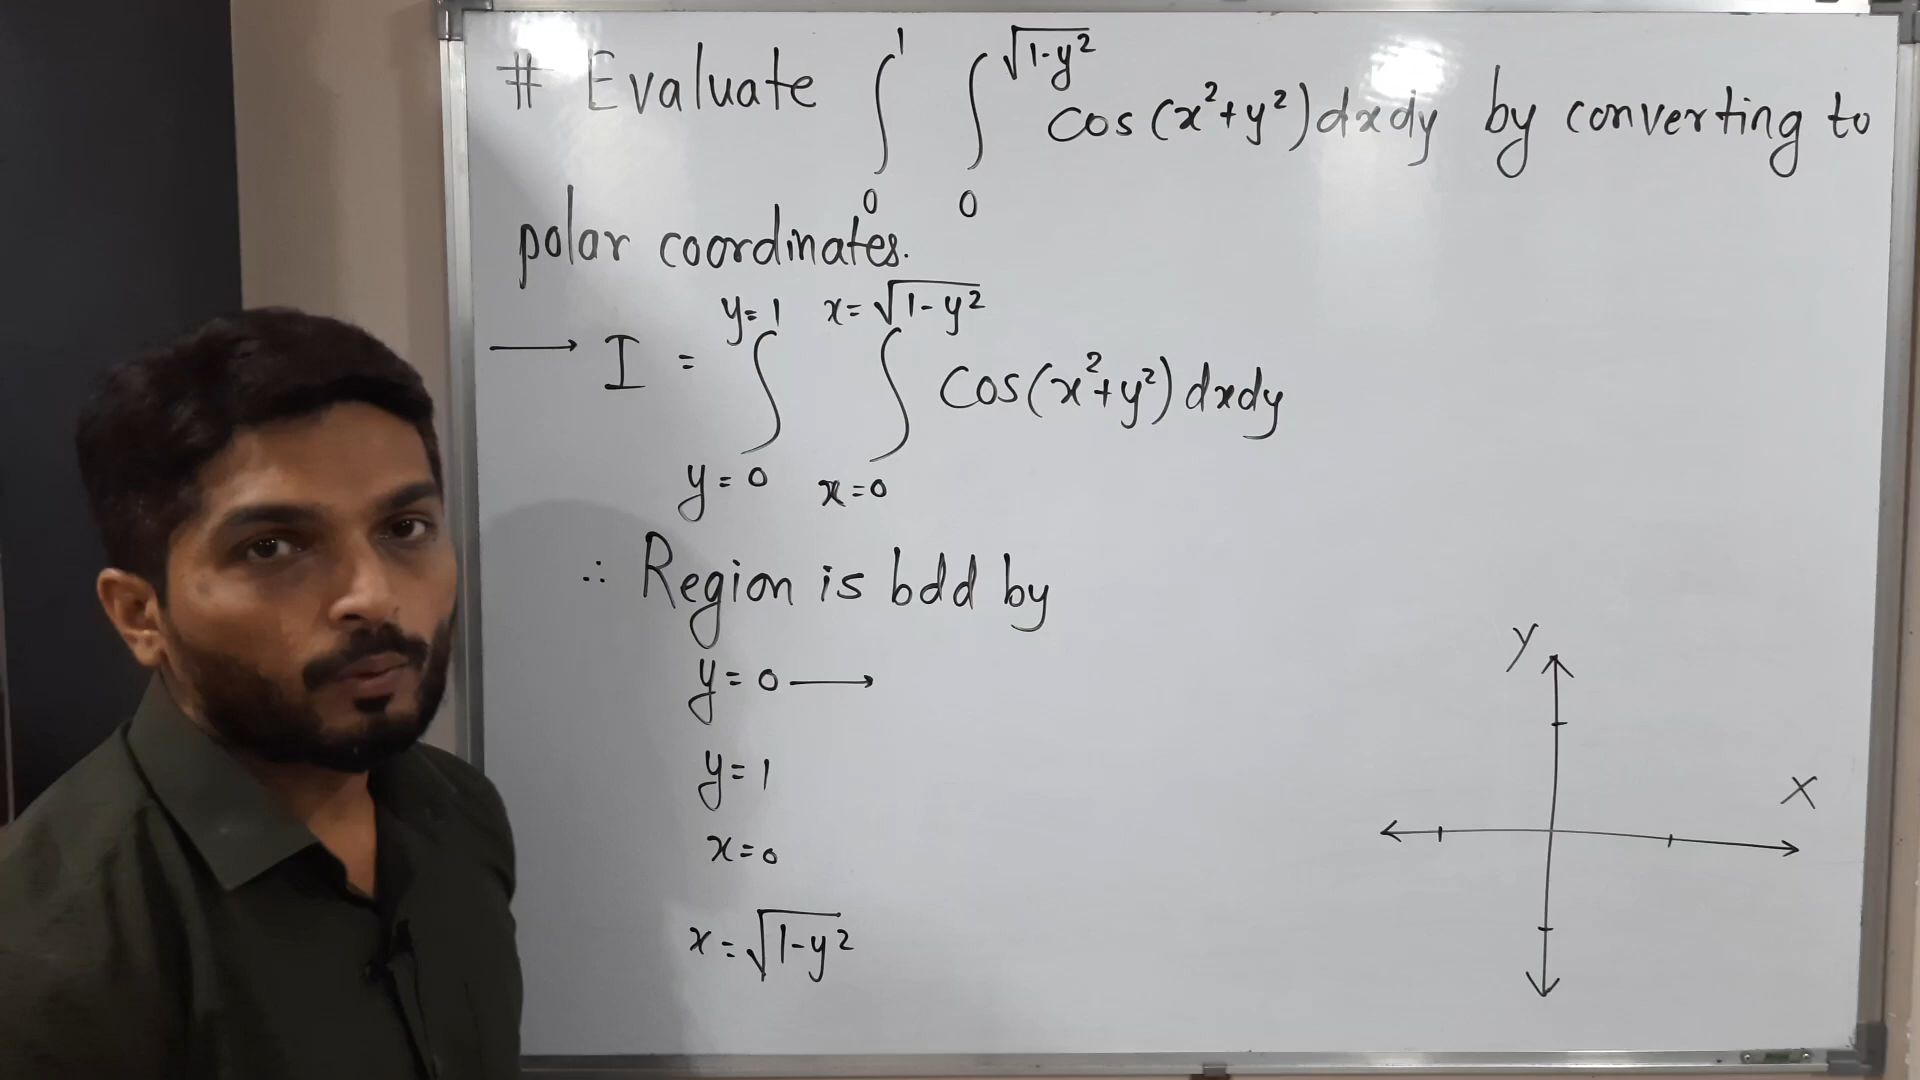 # Evaluate ∫₀¹ ∫₀^√(1-y²) cos(x²+y²)dxdy by converting to
polar coordinates.
→ I = ∫_{y=0}^{y=1} ∫_{x=0}^{x=√(1-y²)} cos(x²+y²)dxdy
∴ Region is bdd by
y=0 →
y=1
x=0
x=√(1-y²)
y
X